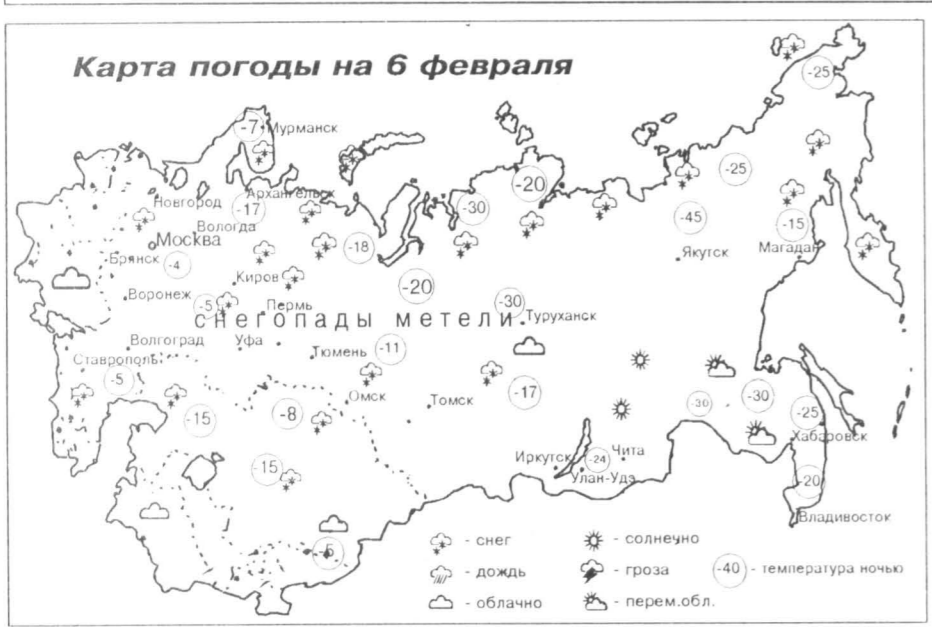 Карта погоды на 6 февраля
-25
-7 Мурманск
-25
Архангельск
-20
Новгород
-17
-30
-45
-15
Вологда
Москва
-18
Якутск
Магадан
Брянск
-4
Киров
-20
Воронеж
-5
Пермь
-30
Туруханск
снегопады метели
Волгоград
Уфа
Тюмень
-11
Ставрополь
-5
-17
-30
-30
-25
Омск
Томск
-15
-8
Хабаровск
-15
Иркутск
-24
Чита
Улан-Удэ
-20
Владивосток
-5
- снег
- солнечно
- дождь
- гроза
-40 - температура ночью
- облачно
- перем.обл.